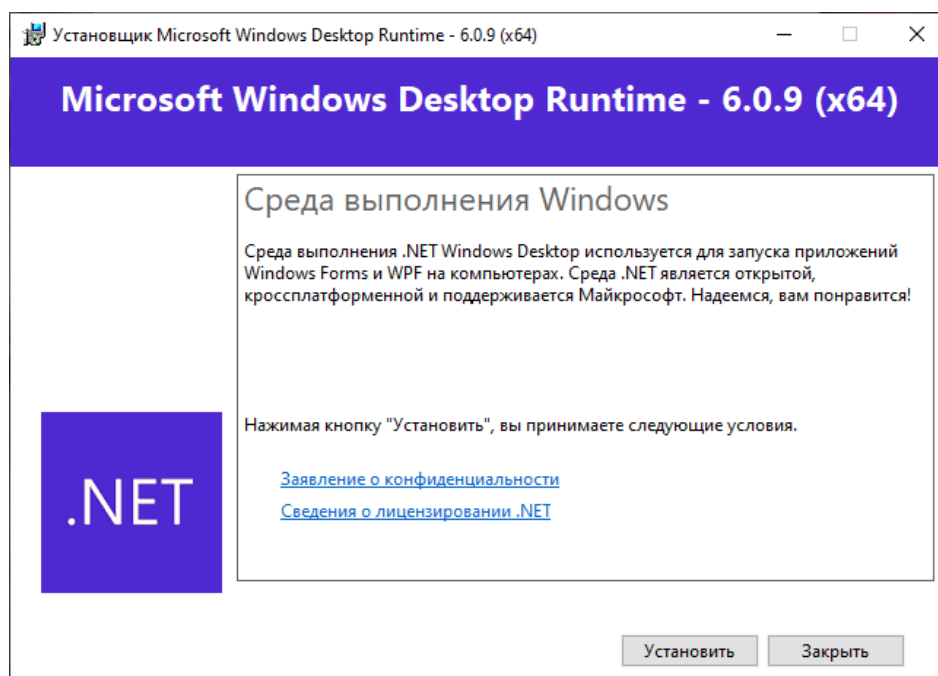 Установщик Microsoft Windows Desktop Runtime - 6.0.9 (x64)
Microsoft Windows Desktop Runtime - 6.0.9 (x64)
Среда выполнения Windows
Среда выполнения .NET Windows Desktop используется для запуска приложений
Windows Forms и WPF на компьютерах. Среда .NET является открытой,
кроссплатформенной и поддерживается Майкрософт. Надеемся, вам понравится!
Нажимая кнопку "Установить", вы принимаете следующие условия.
Заявление о конфиденциальности
Сведения о лицензировании .NET
.NET
Установить
Закрыть